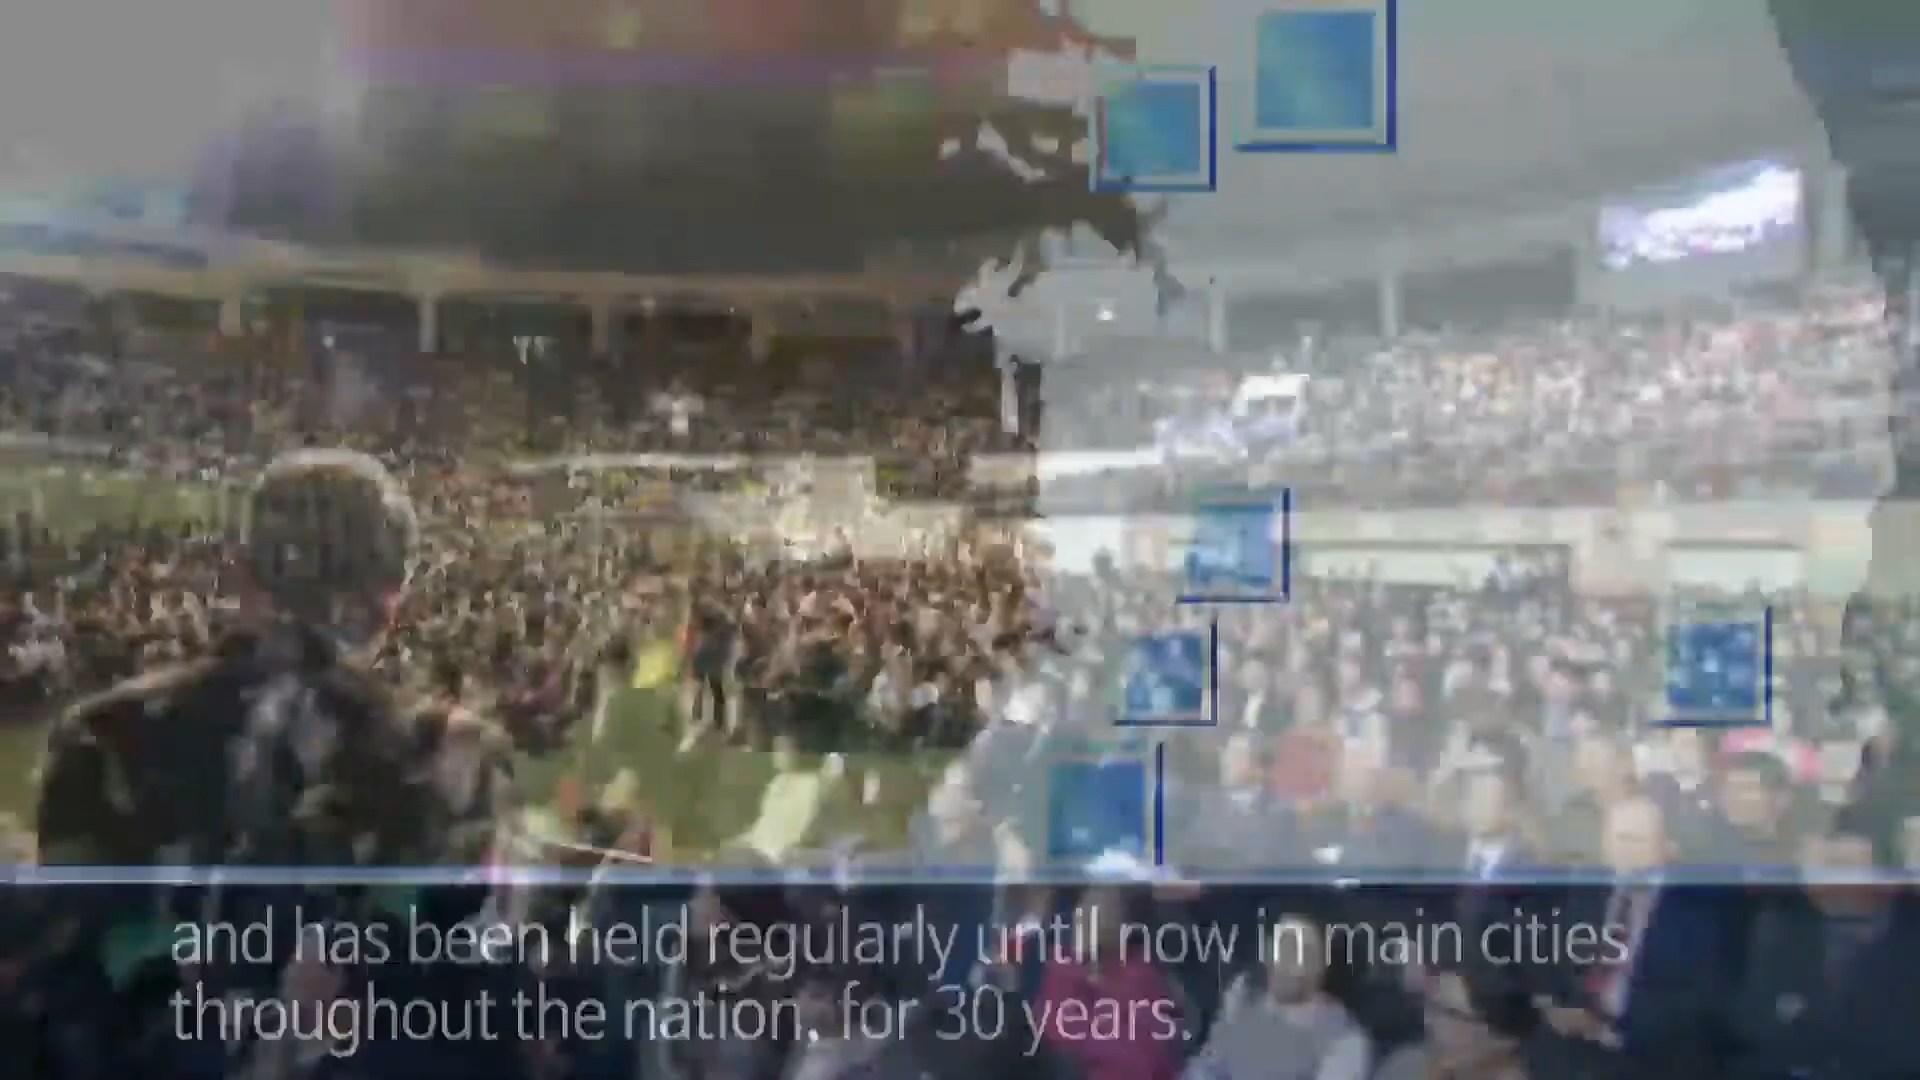 and has been held regularly until now in main cities
throughout the nation, for 30 years.